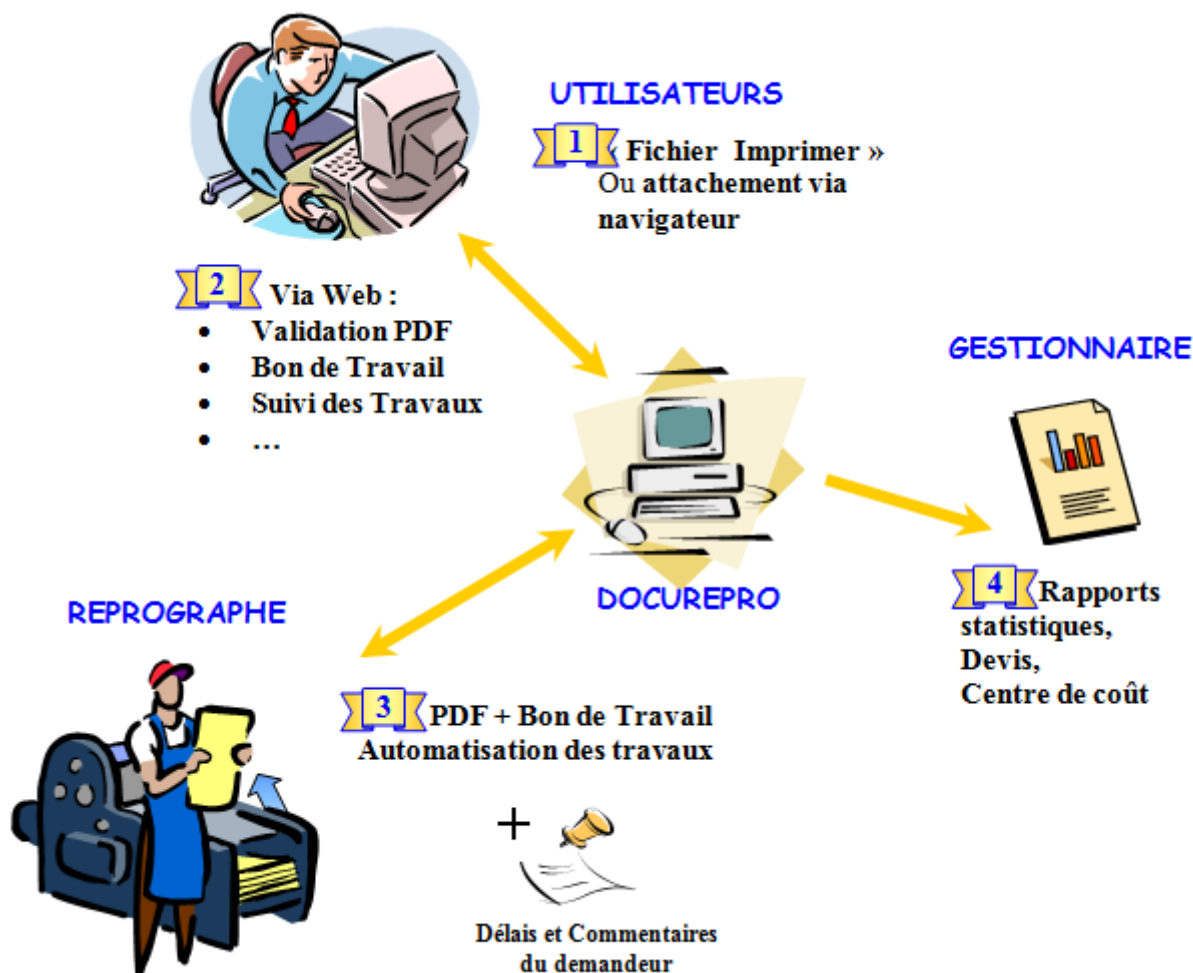 UTILISATEURS
1 « Fichier Imprimer »
Ou attachement via
navigateur
2 Via Web :
• Validation PDF
• Bon de Travail
• Suivi des Travaux
• …
GESTIONNAIRE
DOCUREPRO
4 Rapports
statistiques,
Devis,
Centre de coût
REPROGRAPHE
3 PDF + Bon de Travail
Automatisation des travaux
+
Délais et Commentaires
du demandeur